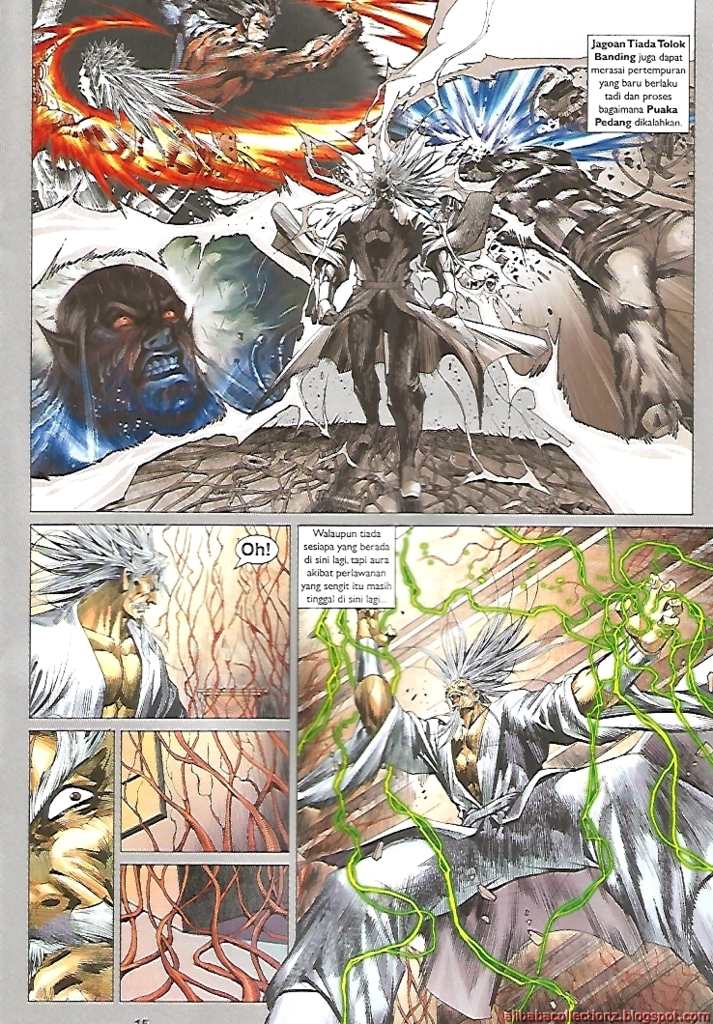 Jagoan Tiada Tolok
Banding juga dapat
merasai pertempuran
yang baru berlaku
tadi dan proses
bagaimana Puaka
Pedang dikalahkan.
Oh!
Walaupun tiada
sesiapa yang berada
di sini lagi, tapi aura
akibat perlawanan
yang sengit itu masih
tinggal di sini lagi...
15
alibabacollectionz.blogspot.com